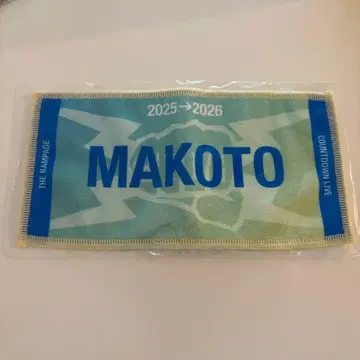 2025→2026
THE RAMPAGE
MAKOTO
COUNTDOWN LIVE